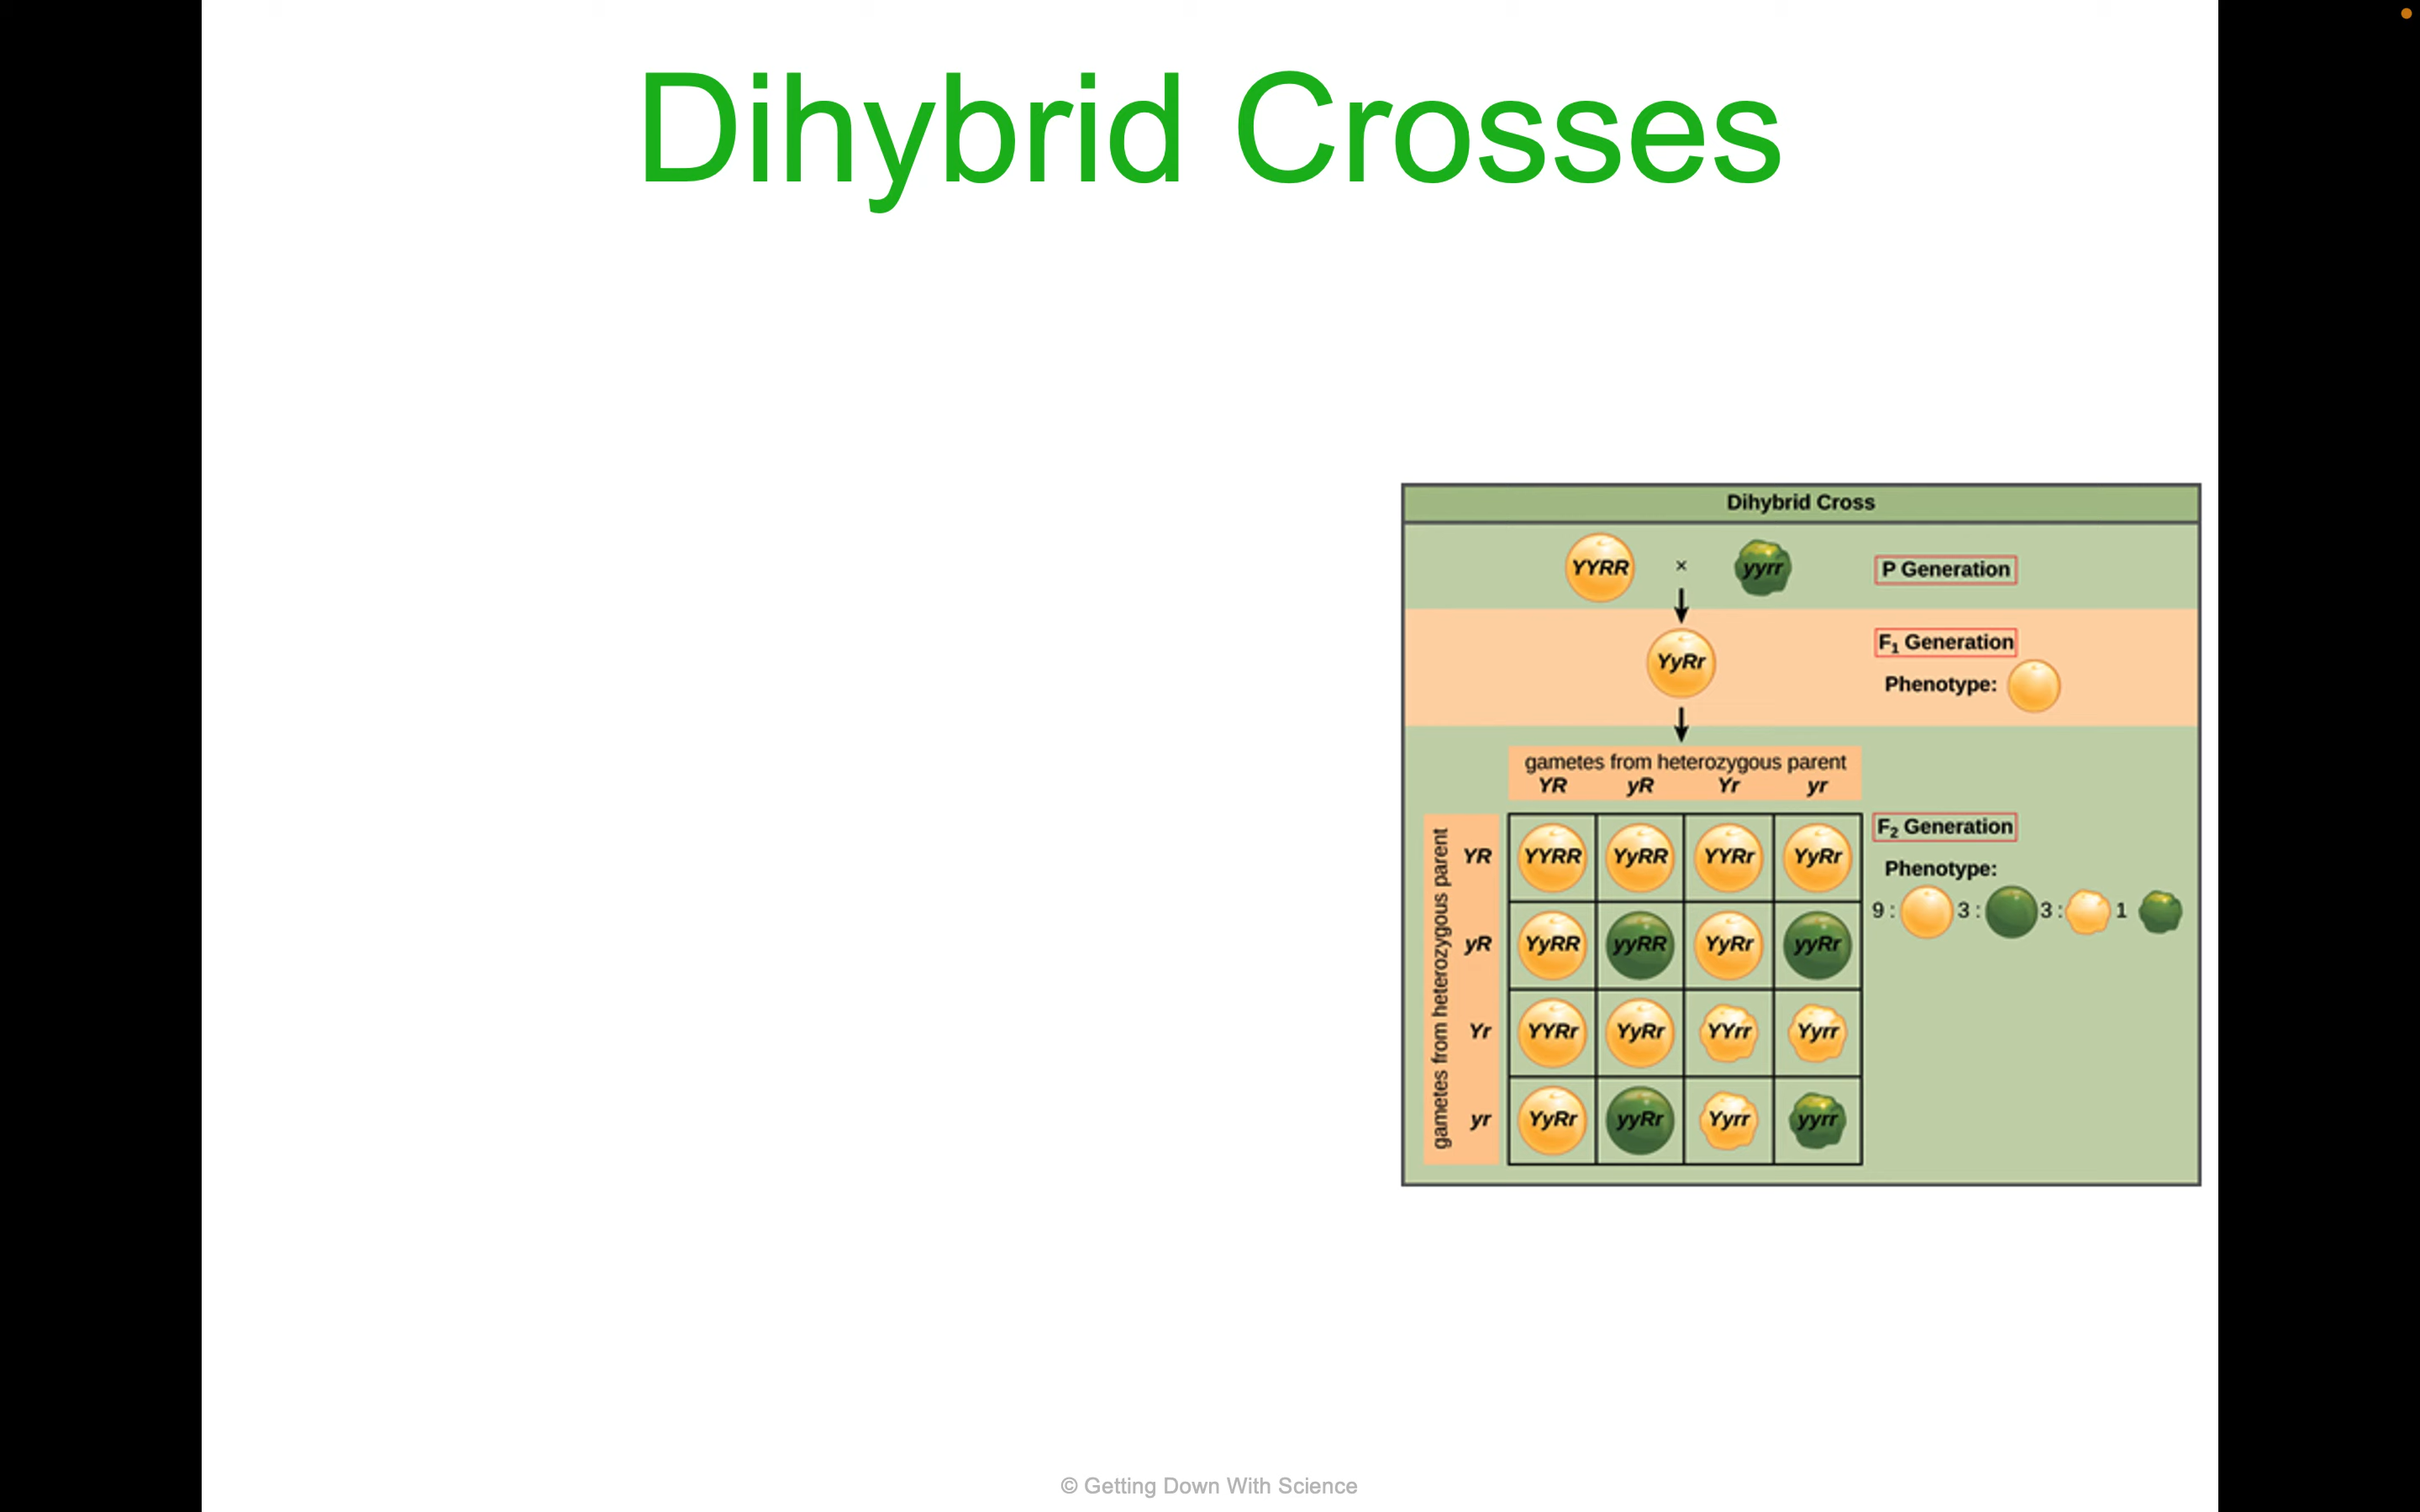 Dihybrid Crosses
Dihybrid Cross
YYRR × yyrr P Generation
F₁ Generation
YyRr
Phenotype:
gametes from heterozygous parent
YR yR Yr yr
gametes from heterozygous parent
F₂ Generation
YR YYRR YyRR YYRr YyRr
Phenotype:
9 : 3 : 3 : 1
yR YyRR yyRR YyRr yyRr
Yr YYRr YyRr YYrr Yyrr
yr YyRr yyRr Yyrr yyrr
© Getting Down With Science